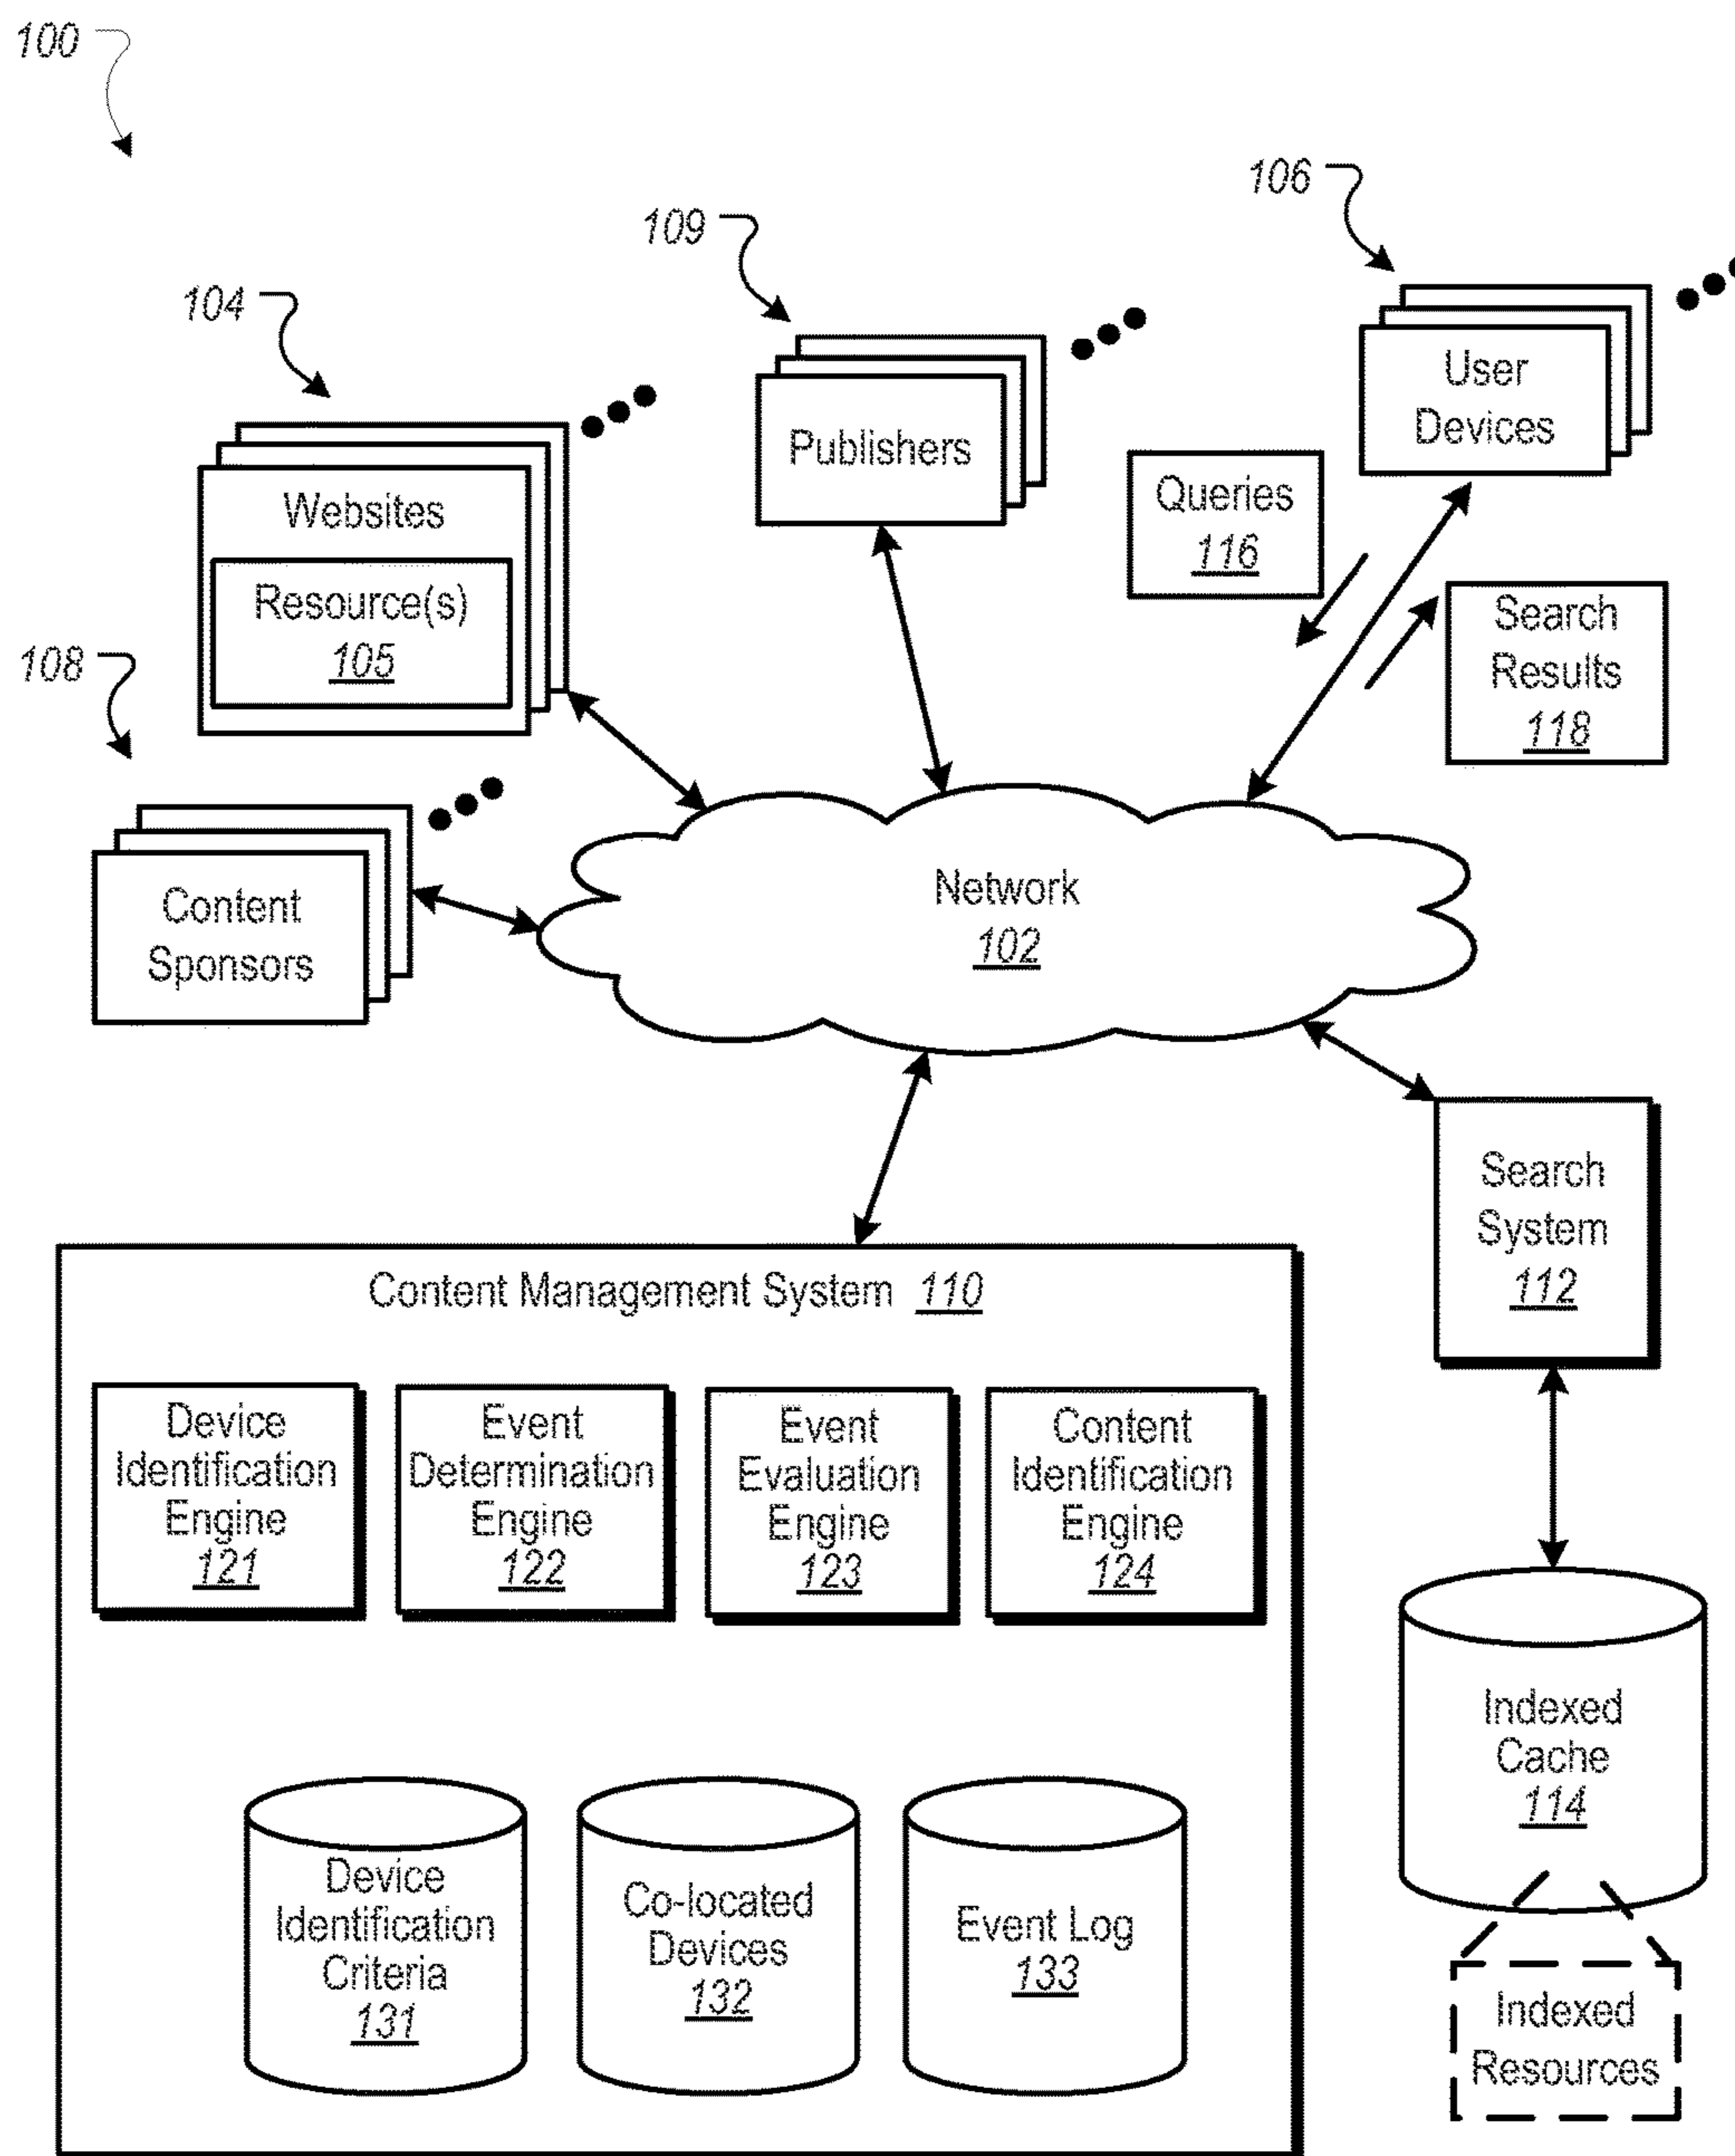 100
106
109
104
User
Devices
Publishers
Queries
116
Websites
Resource(s)
105
Search
Results
118
108
Content
Sponsors
Network
102
Search
System
112
Content Management System 110
Device
Identification
Engine
121
Event
Determination
Engine
122
Event
Evaluation
Engine
123
Content
Identification
Engine
124
Indexed
Cache
114
Device
Identification
Criteria
131
Co-located
Devices
132
Event Log
133
Indexed
Resources